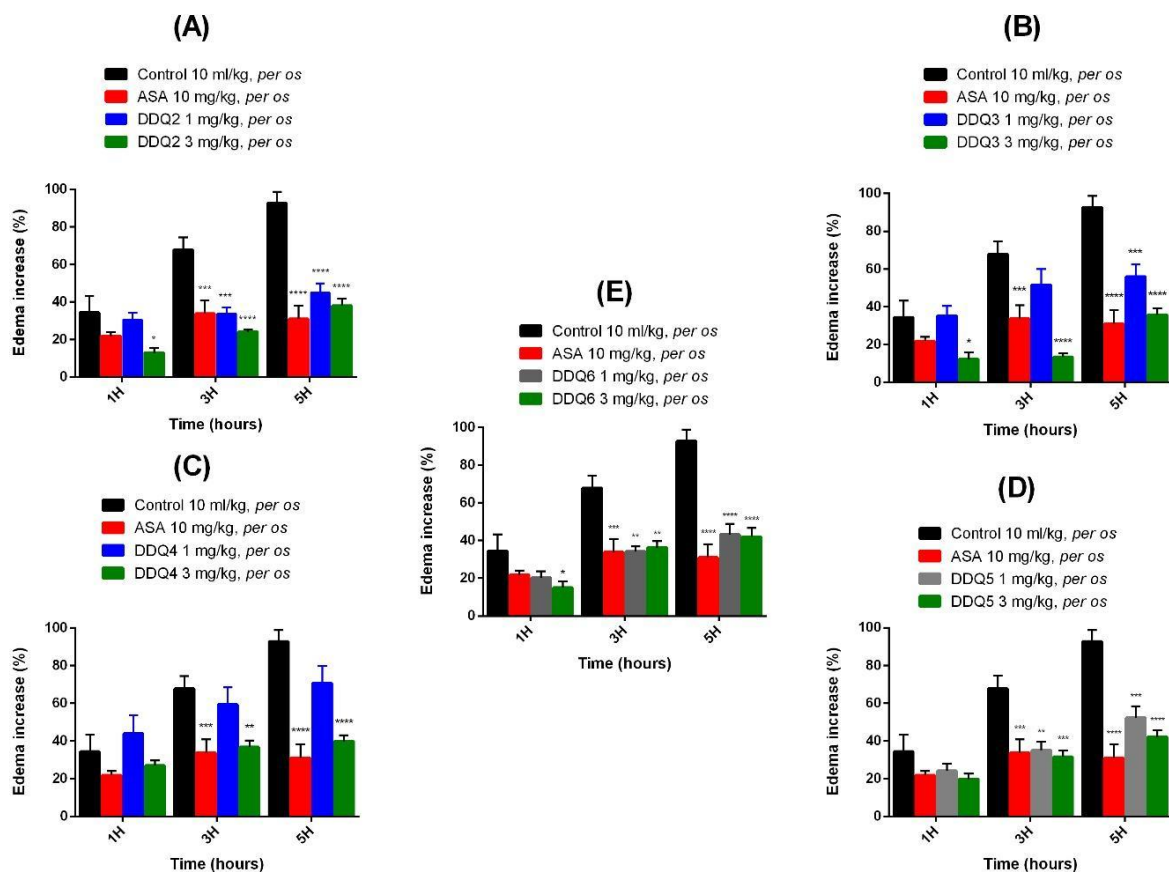 (A)
Control 10 ml/kg, per os
ASA 10 mg/kg, per os
DDQ2 1 mg/kg, per os
DDQ2 3 mg/kg, per os
Edema increase (%)
100
80
60
40
20
0
*
***
***
****
****
****
****
1H
3H
5H
Time (hours)
(B)
Control 10 ml/kg, per os
ASA 10 mg/kg, per os
DDQ3 1 mg/kg, per os
DDQ3 3 mg/kg, per os
Edema increase (%)
100
80
60
40
20
0
*
***
****
****
***
****
1H
3H
5H
Time (hours)
(E)
Control 10 ml/kg, per os
ASA 10 mg/kg, per os
DDQ6 1 mg/kg, per os
DDQ6 3 mg/kg, per os
Edema increase (%)
100
80
60
40
20
0
*
***
**
**
****
****
****
1H
3H
5H
Time (hours)
(C)
Control 10 ml/kg, per os
ASA 10 mg/kg, per os
DDQ4 1 mg/kg, per os
DDQ4 3 mg/kg, per os
Edema increase (%)
100
80
60
40
20
0
***
**
****
****
1H
3H
5H
Time (hours)
(D)
Control 10 ml/kg, per os
ASA 10 mg/kg, per os
DDQ5 1 mg/kg, per os
DDQ5 3 mg/kg, per os
Edema increase (%)
100
80
60
40
20
0
***
**
***
****
***
****
1H
3H
5H
Time (hours)